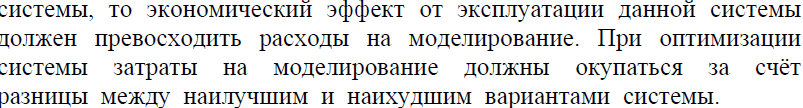 системы, то экономический эффект от эксплуатации данной системы
должен превосходить расходы на моделирование. При оптимизации
системы затраты на моделирование должны окупаться за счёт
разницы между наилучшим и наихудшим вариантами системы.